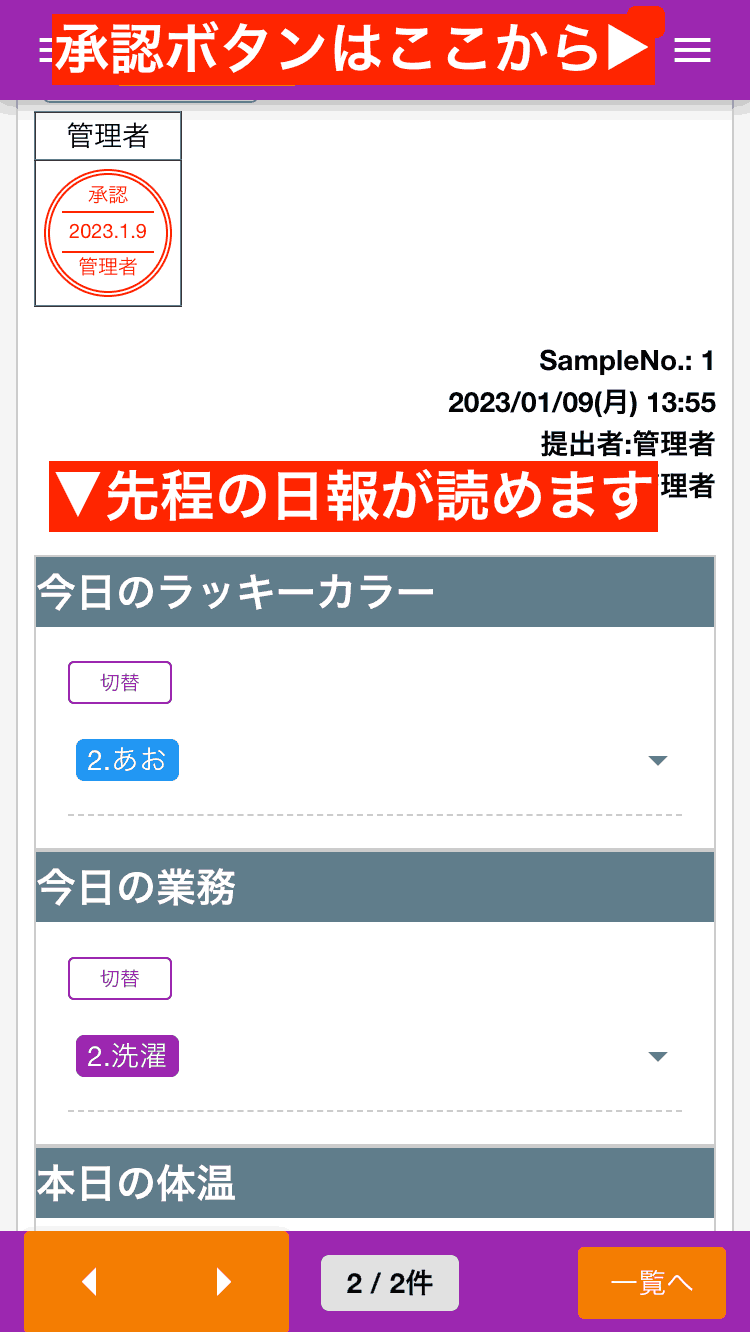 承認ボタンはここから▶
管理者
承認
2023.1.9
管理者
SampleNo.: 1
2023/01/09(月) 13:55
提出者:管理者
理者
▼先程の日報が読めます
今日のラッキーカラー
切替
2.あお
今日の業務
切替
2.洗濯
本日の体温
2 / 2件
一覧へ